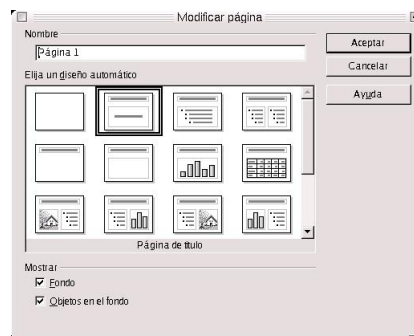 Modificar página
Nombre
Página 1
Elija un diseño automático
Página de titulo
Mostrar
Fondo
Objetos en el fondo
Aceptar
Cancelar
Ayuda